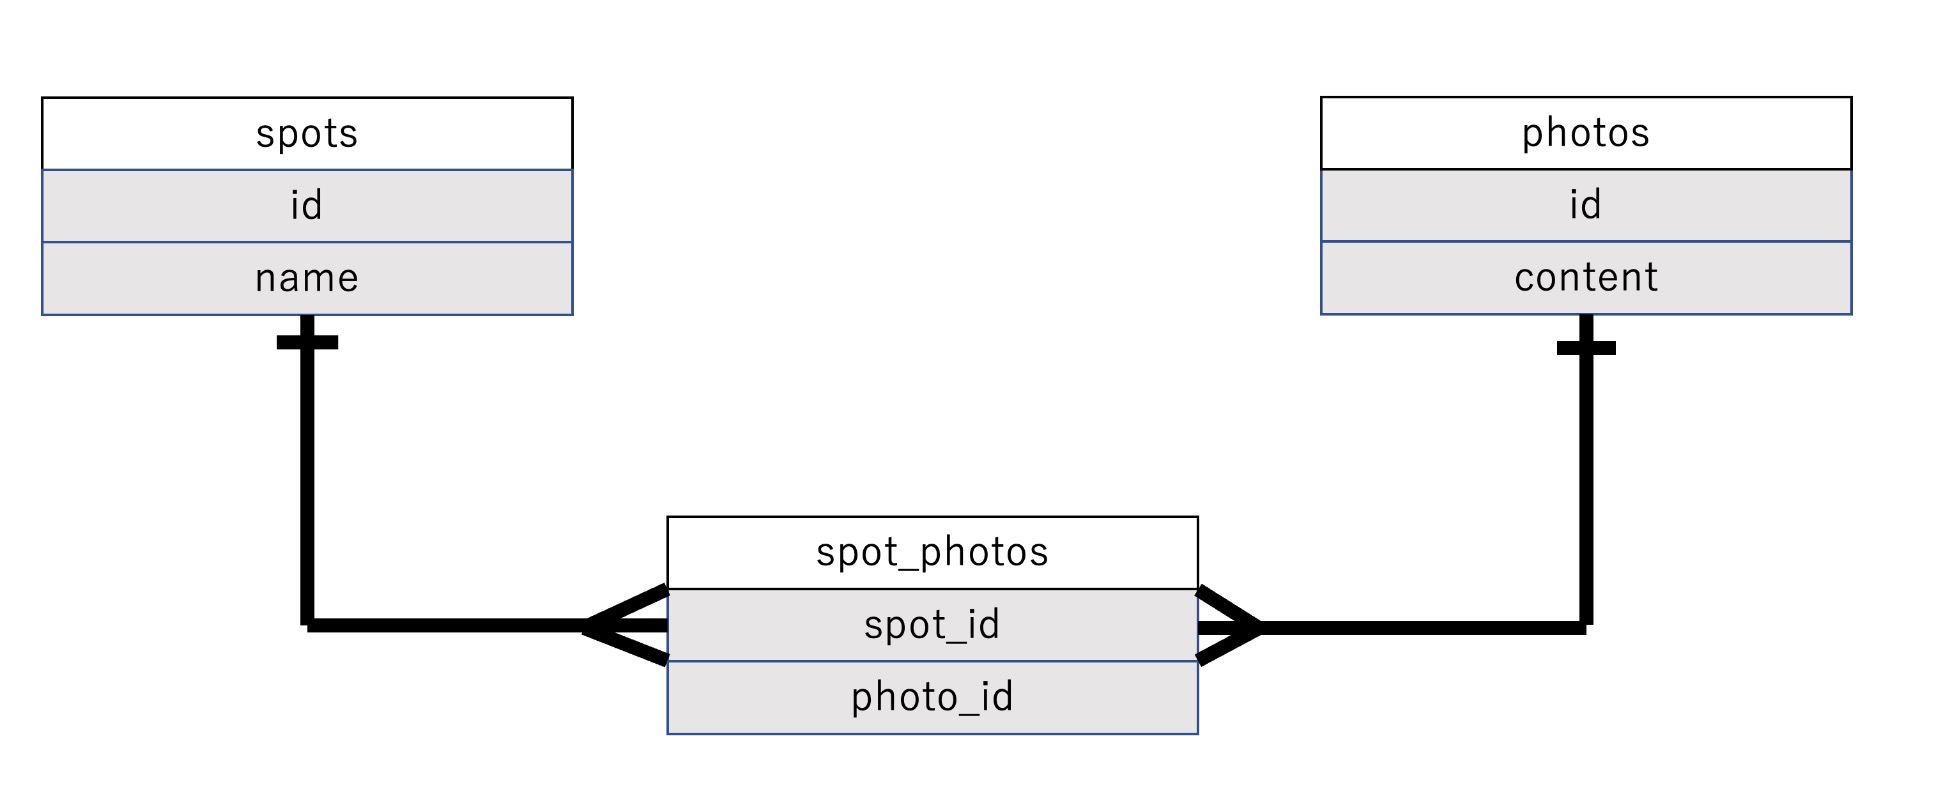 spots
id
name
photos
id
content
spot_photos
spot_id
photo_id